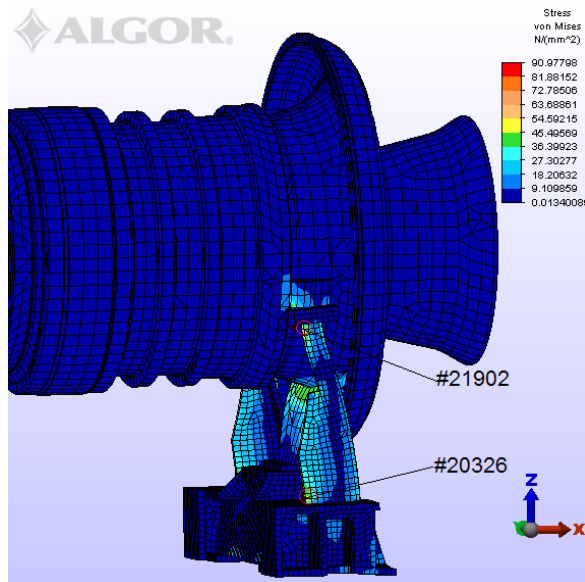 ALGOR®
Stress
von Mises
N/(mm^2)
90.97798
81.88152
72.78506
63.68861
54.59215
45.49569
36.39923
27.30277
18.20632
9.109859
0.01340089
#21902
#20326
Z
Y
X